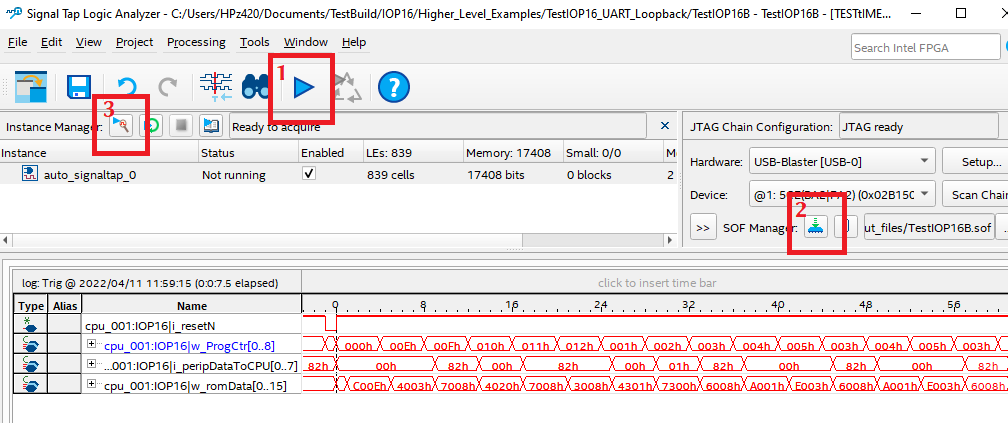 Signal Tap Logic Analyzer - C:/Users/HPz420/Documents/TestBuild/IOP16/Higher_Level_Examples/TestIOP16_UART_Loopback/TestIOP16B - TestIOP16B - [TESTtIME
File Edit View Project Processing Tools Window Help
Search Intel FPGA
1
?
3
Instance Manager: Ready to acquire
Instance Status Enabled LEs: 839 Memory: 17408 Small: 0/0
auto_signaltap_0 Not running 839 cells 17408 bits 0 blocks 2
JTAG Chain Configuration: JTAG ready
Hardware: USB-Blaster [USB-0] Setup...
Device: Scan Chain
2
>> SOF Manager: ut_files/TestIOP16B.sof ...
log: Trig @ 2022/04/11 11:59:15 (0:0:7.5 elapsed) click to insert time bar
Type Alias Name 0 8 16 24 32 40 48 56
cpu_001:IOP16|i_resetN
cpu_001:IOP16|w_ProgCtr[0..8] 000h 00Eh 00Fh 010h 011h 012h 001h 002h 003h 004h 005h 003h 004h 005h 003h
...001:IOP16|i_peripDataToCPU[0..7] 82h 00h 82h 00h 82h 00h 01h 82h 00h 82h 00h 82h
cpu_001:IOP16|w_romData[0..15] C00Eh 4003h 7008h 4020h 7008h 3008h 4301h 7300h 6008h A001h E003h 6008h A001h E003h 6008h